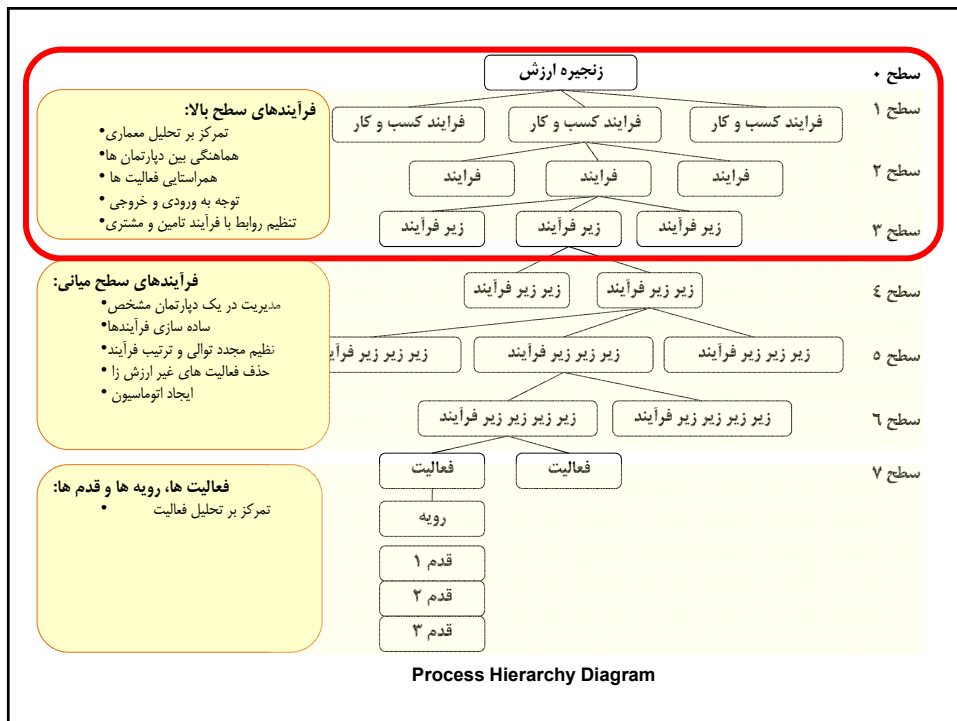 زنجیره ارزش
سطح ۰
فرآیندهای سطح بالا:
•تمرکز بر تحلیل معماری
•هماهنگی بین دپارتمان ها
•همراستایی فعالیت ها
•توجه به ورودی و خروجی
•تنظیم روابط با فرآیند تامین و مشتری
سطح ۱
فرایند کسب و کار
فرایند کسب و کار
فرایند کسب و کار
سطح ۲
فرایند
فرایند
فرایند
سطح ۳
زیر فرآیند
زیر فرآیند
زیر فرآیند
فرآیندهای سطح میانی:
•مدیریت در یک دپارتمان مشخص
•ساده سازی فرآیندها
•نظیم مجدد توالی و ترتیب فرآیند
•حذف فعالیت های غیر ارزش زا
•ایجاد اتوماسیون
سطح ٤
زیر زیر فرآیند
زیر زیر فرآیند
سطح ٥
زیر زیر زیر فرآیند
زیر زیر زیر فرآیند
زیر زیر زیر فرآی
سطح ٦
زیر زیر زیر زیر فرآیند
زیر زیر زیر زیر فرآیند
فعالیت ها، رویه ها و قدم ها:
•تمرکز بر تحلیل فعالیت
سطح ۷
فعالیت
فعالیت
رویه
قدم ۱
قدم ۲
قدم ۳
Process Hierarchy Diagram